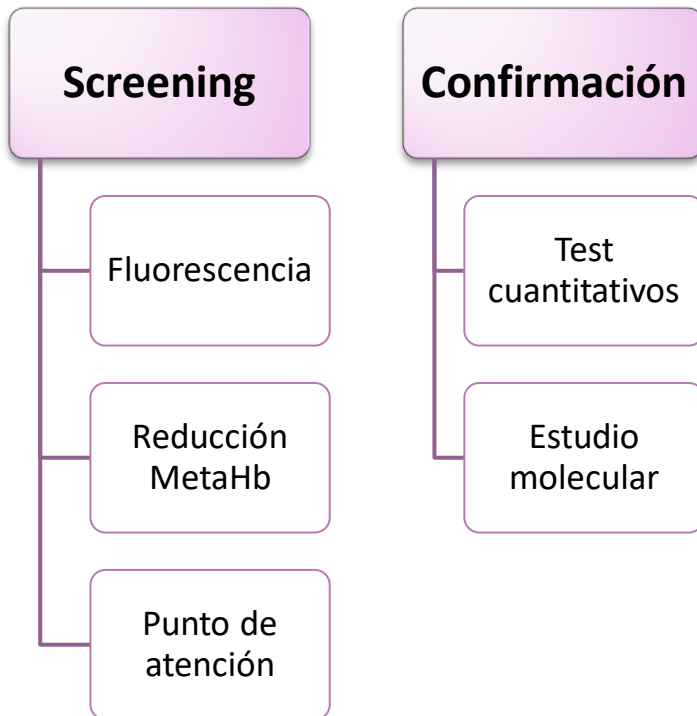 Screening
Fluorescencia
Reducción
MetaHb
Punto de
atención
Confirmación
Test
cuantitativos
Estudio
molecular